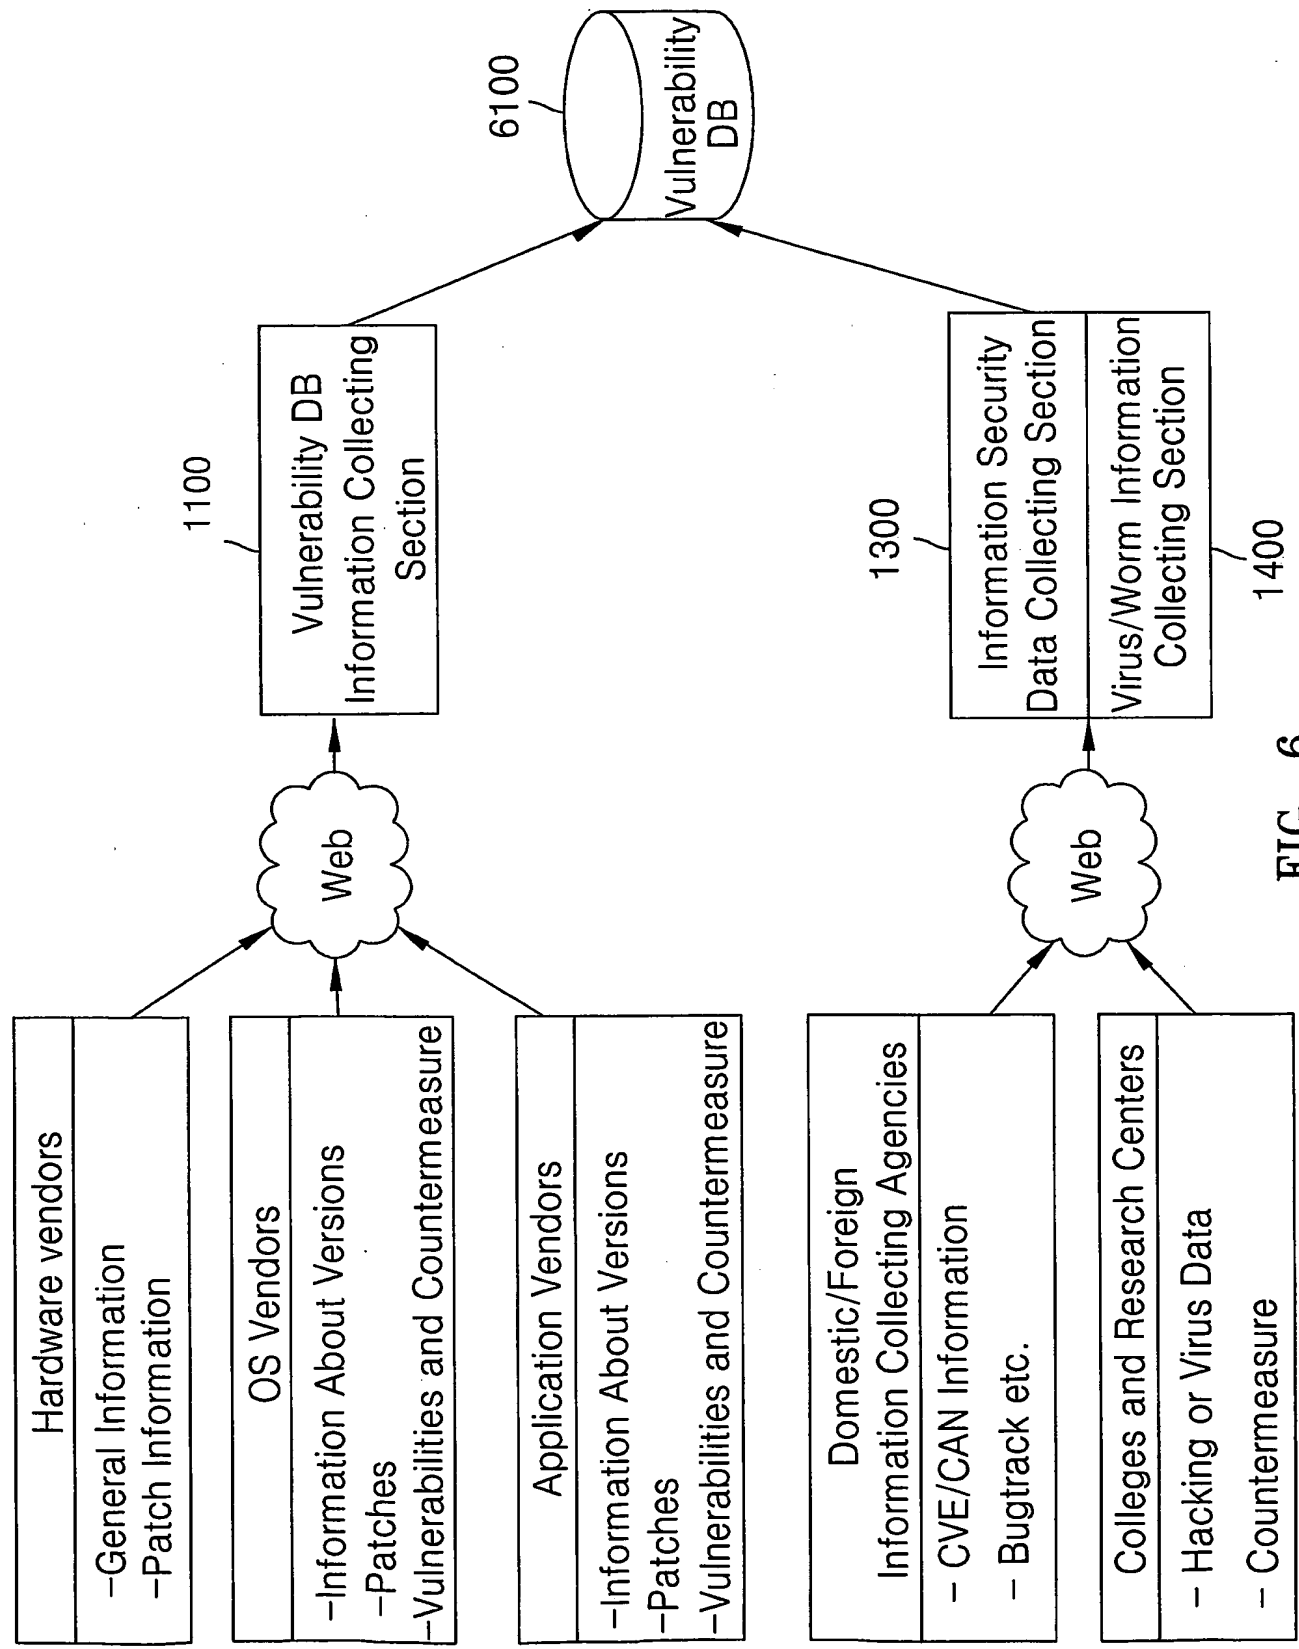 Hardware vendors
-General Information
-Patch Information
OS Vendors
-Information About Versions
-Patches
-Vulnerabilities and Countermeasure
Application Vendors
-Information About Versions
-Patches
-Vulnerabilities and Countermeasure
Domestic/Foreign
Information Collecting Agencies
- CVE/CAN Information
- Bugtrack etc.
Colleges and Research Centers
- Hacking or Virus Data
- Countermeasure
Web
Web
1100
Vulnerability DB
Information Collecting
Section
1300
Information Security
Data Collecting Section
Virus/Worm Information
Collecting Section
1400
6100
Vulnerability
DB
FIG. 6